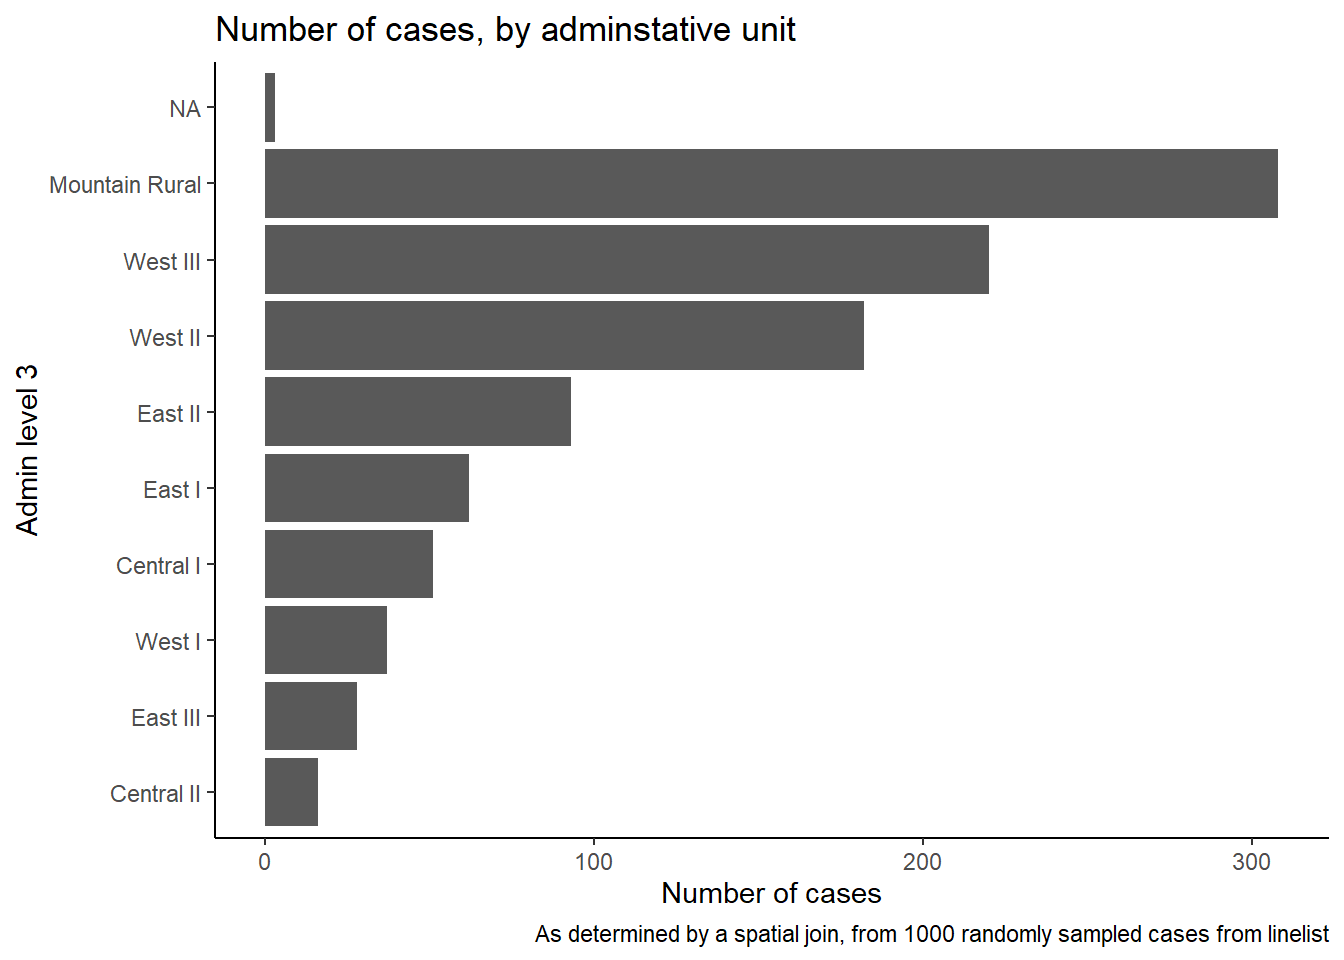 Number of cases, by adminstative unit
NA
Mountain Rural
West III
West II
East II
East I
Central I
West I
East III
Central II
Admin level 3
0 100 200 300
Number of cases
As determined by a spatial join, from 1000 randomly sampled cases from linelist